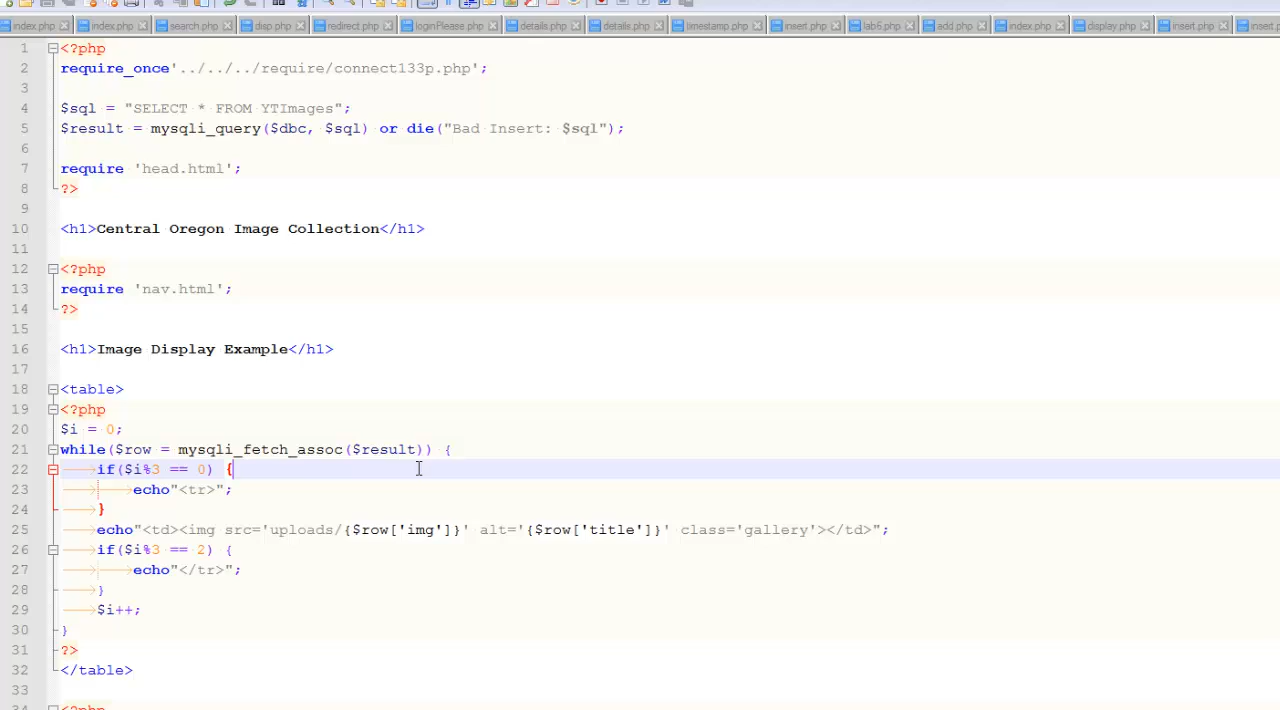 index.php index.php search.php disp.php redirect.php loginPlease.php details.php details.php timestamp.php insert.php lab6.php add.php index.php display.php insert.php insert.
1 <?php
2 require_once'../../../require/connect133p.php';
3
4 $sql = "SELECT * FROM YTImages";
5 $result = mysqli_query($dbc, $sql) or die("Bad Insert: $sql");
6
7 require 'head.html';
8 ?>
9
10 <h1>Central Oregon Image Collection</h1>
11
12 <?php
13 require 'nav.html';
14 ?>
15
16 <h1>Image Display Example</h1>
17
18 <table>
19 <?php
20 $i = 0;
21 while($row = mysqli_fetch_assoc($result)) {
22 if($i%3 == 0) {
23 echo"<tr>";
24 }
25 echo"<td><img src='uploads/{$row['img']}' alt='{$row['title']}' class='gallery'></td>";
26 if($i%3 == 2) {
27 echo"</tr>";
28 }
29 $i++;
30 }
31 ?>
32 </table>
33
34 <?php